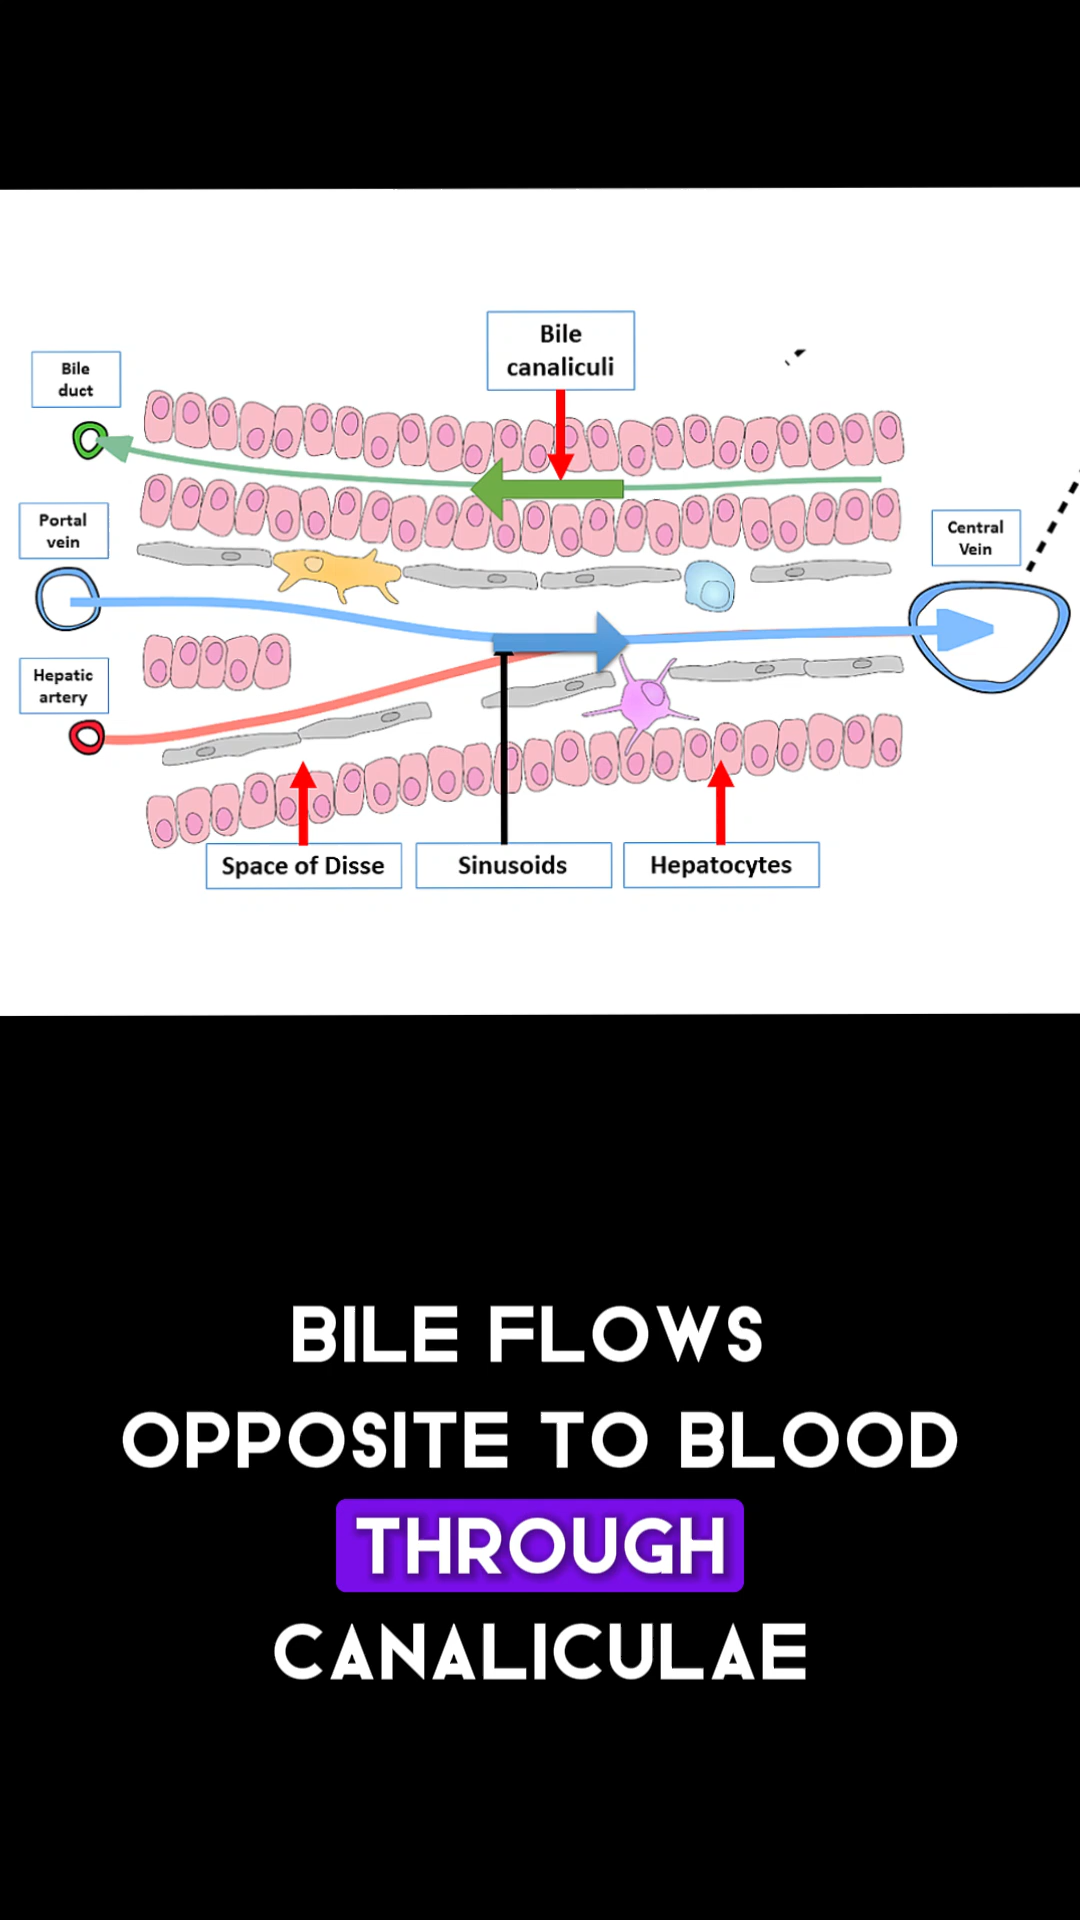 Bile
canaliculi
Bile
duct
Portal
vein
Central
Vein
Hepatic
artery
Space of Disse
Sinusoids
Hepatocytes
BILE FLOWS
OPPOSITE TO BLOOD
THROUGH
CANALICULAE